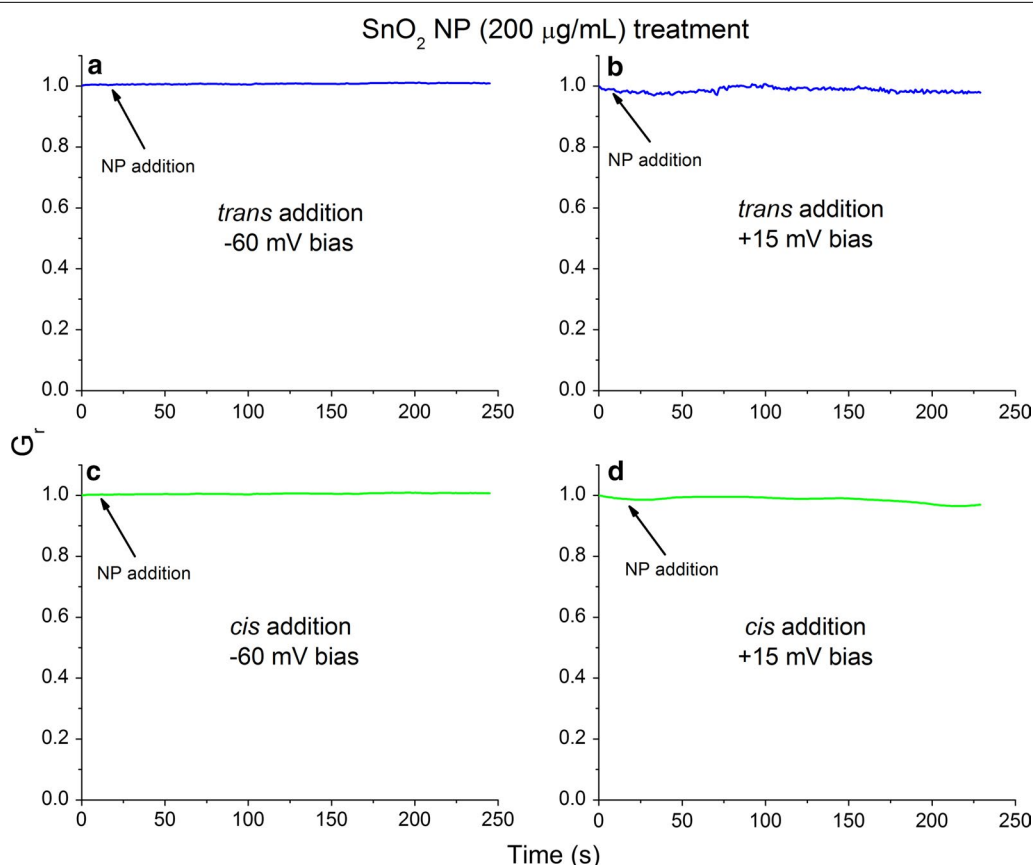 SnO2 NP (200 μg/mL) treatment
a
1.0
0.8
0.6
0.4
0.2
0.0
NP addition
trans addition
-60 mV bias
0 50 100 150 200 250
b
1.0
0.8
0.6
0.4
0.2
0.0
NP addition
trans addition
+15 mV bias
0 50 100 150 200 250
Gr
c
1.0
0.8
0.6
0.4
0.2
0.0
NP addition
cis addition
-60 mV bias
0 50 100 150 200 250
d
1.0
0.8
0.6
0.4
0.2
0.0
NP addition
cis addition
+15 mV bias
0 50 100 150 200 250
Time (s)